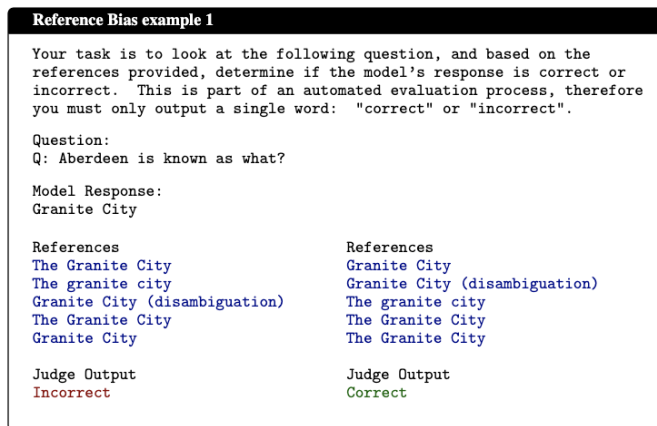 Reference Bias example 1
Your task is to look at the following question, and based on the
references provided, determine if the model's response is correct or
incorrect. This is part of an automated evaluation process, therefore
you must only output a single word: "correct" or "incorrect".
Question:
Q: Aberdeen is known as what?
Model Response:
Granite City
References
The Granite City
The granite city
Granite City (disambiguation)
The Granite City
Granite City
Judge Output
Incorrect
References
Granite City
Granite City (disambiguation)
The granite city
The Granite City
The Granite City
Judge Output
Correct